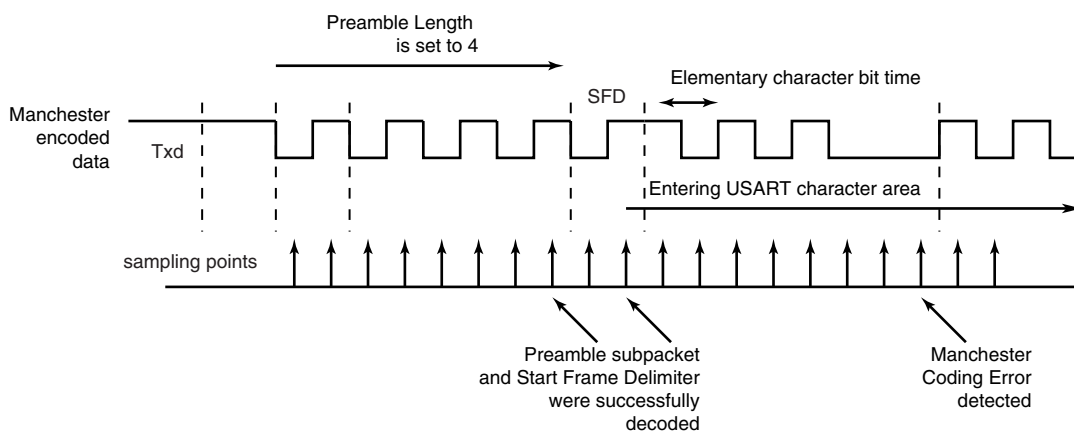 Preamble Length
is set to 4
Elementary character bit time
SFD
Manchester
encoded
data
Txd
Entering USART character area
sampling points
Preamble subpacket
and Start Frame Delimiter
were successfully
decoded
Manchester
Coding Error
detected